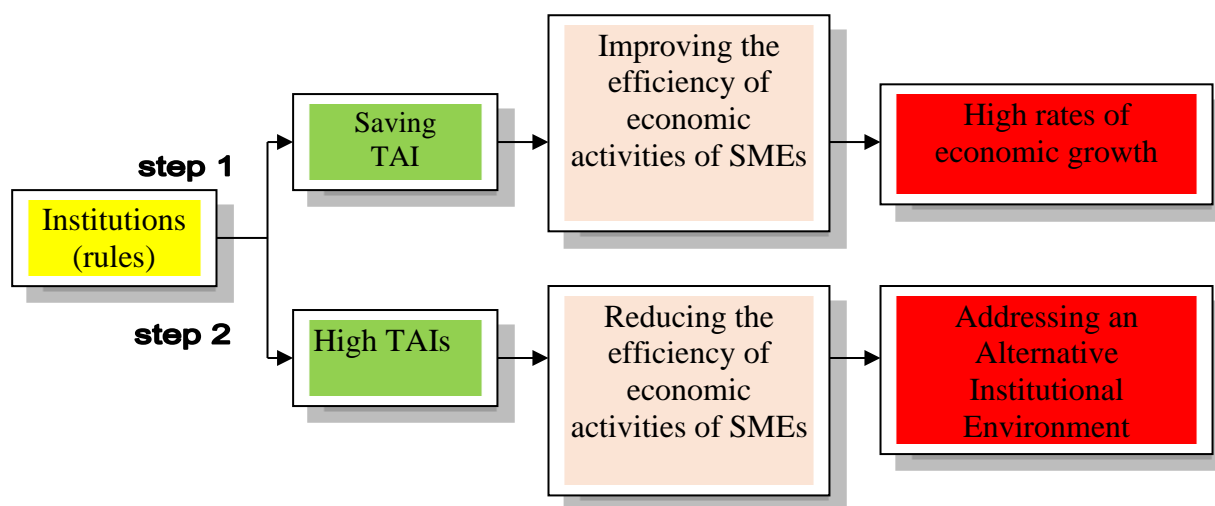 step 1
Institutions
(rules)
step 2
Saving
TAI
Improving the
efficiency of
economic
activities of SMEs
High rates of
economic growth
High TAIs
Reducing the
efficiency of
economic
activities of SMEs
Addressing an
Alternative
Institutional
Environment